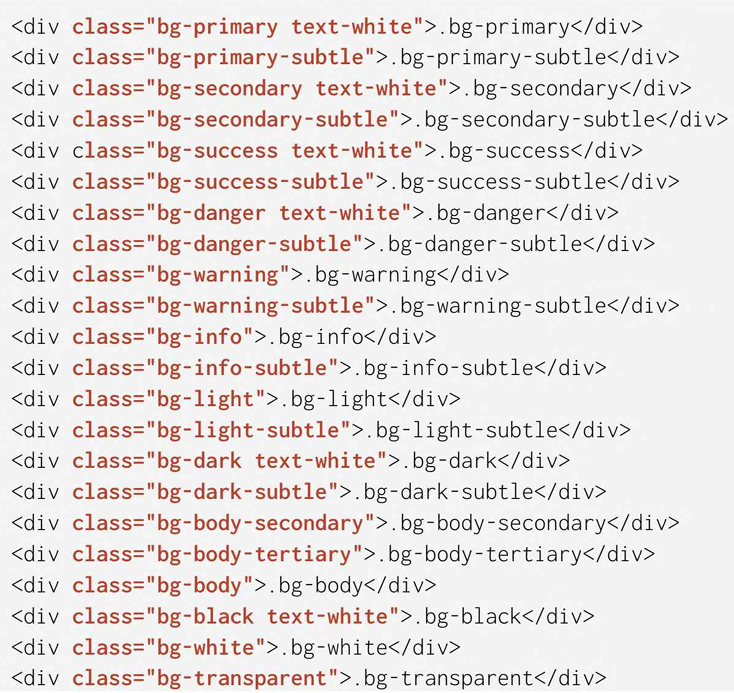 <div class="bg-primary text-white">.bg-primary</div>
<div class="bg-primary-subtle">.bg-primary-subtle</div>
<div class="bg-secondary text-white">.bg-secondary</div>
<div class="bg-secondary-subtle">.bg-secondary-subtle</div>
<div class="bg-success text-white">.bg-success</div>
<div class="bg-success-subtle">.bg-success-subtle</div>
<div class="bg-danger text-white">.bg-danger</div>
<div class="bg-danger-subtle">.bg-danger-subtle</div>
<div class="bg-warning">.bg-warning</div>
<div class="bg-warning-subtle">.bg-warning-subtle</div>
<div class="bg-info">.bg-info</div>
<div class="bg-info-subtle">.bg-info-subtle</div>
<div class="bg-light">.bg-light</div>
<div class="bg-light-subtle">.bg-light-subtle</div>
<div class="bg-dark text-white">.bg-dark</div>
<div class="bg-dark-subtle">.bg-dark-subtle</div>
<div class="bg-body-secondary">.bg-body-secondary</div>
<div class="bg-body-tertiary">.bg-body-tertiary</div>
<div class="bg-body">.bg-body</div>
<div class="bg-black text-white">.bg-black</div>
<div class="bg-white">.bg-white</div>
<div class="bg-transparent">.bg-transparent</div>